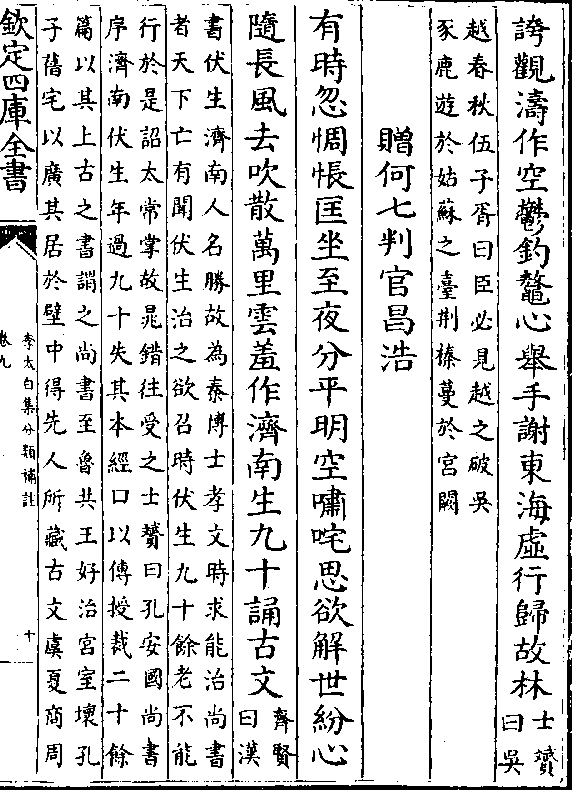 誇觀濤作空鬱釣鼇心舉手謝東海虛行歸故林士贇曰吳
越春秋伍子胥曰臣必見越之破吳
豕鹿遊於姑蘇之臺荆榛蔓於宮闕
贈何七判官昌浩
有時忽惆悵匡坐至夜分平明空嘯咤思欲解世紛心
隨長風去吹散萬里雲羞作濟南生九十誦古文齊賢曰漢
書伏生濟南人名勝故為秦博士孝文時求能治尚書
者天下亡有聞伏生治之欲召時伏生九十餘老不能
行於是詔太常掌故晁錯往受之士贇曰孔安國尚書
序濟南伏生年過九十失其本經口以傳授裁二十餘
篇以其上古之書謂之尚書至魯共王好治宮室壞孔
子舊宅以廣其居於壁中得先人所藏古文虞夏商周
欽定四庫全書
李太白集分類補註
卷九
十